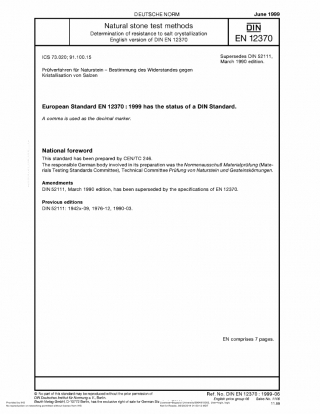 DEUTSCHE NORM
June 1999
Natural stone test methods
Determination of resistance to salt crystallization
English version of DIN EN 12370
DIN
EN 12370
ICS 73.020; 91.100.15
Supersedes DIN 52111,
March 1990 edition.
Prüfverfahren für Naturstein – Bestimmung des Widerstandes gegen
Kristallisation von Salzen
European Standard EN 12370 : 1999 has the status of a DIN Standard.
A comma is used as the decimal marker.
National foreword
This standard has been prepared by CEN/TC 246.
The responsible German body involved in its preparation was the Normenausschuß Materialprüfung (Mate-
rials Testing Standards Committee), Technical Committee Prüfung von Naturstein und Gesteinskörnungen.
Amendments
DIN 52111, March 1990 edition, has been superseded by the specifications of EN 12370.
Previous editions
DIN 52111: 1942x-09, 1976-12, 1990-03.
EN comprises 7 pages.
© No part of this standard may be reproduced without the prior permission of
DIN Deutsches Institut für Normung e. V., Berlin.
Beuth Verlag GmbH, D-10772 Berlin, has the exclusive right of sale for German
Ref. No. DIN EN 12370 : 1999-06
English price group 06 Sales No. 1106
11.99